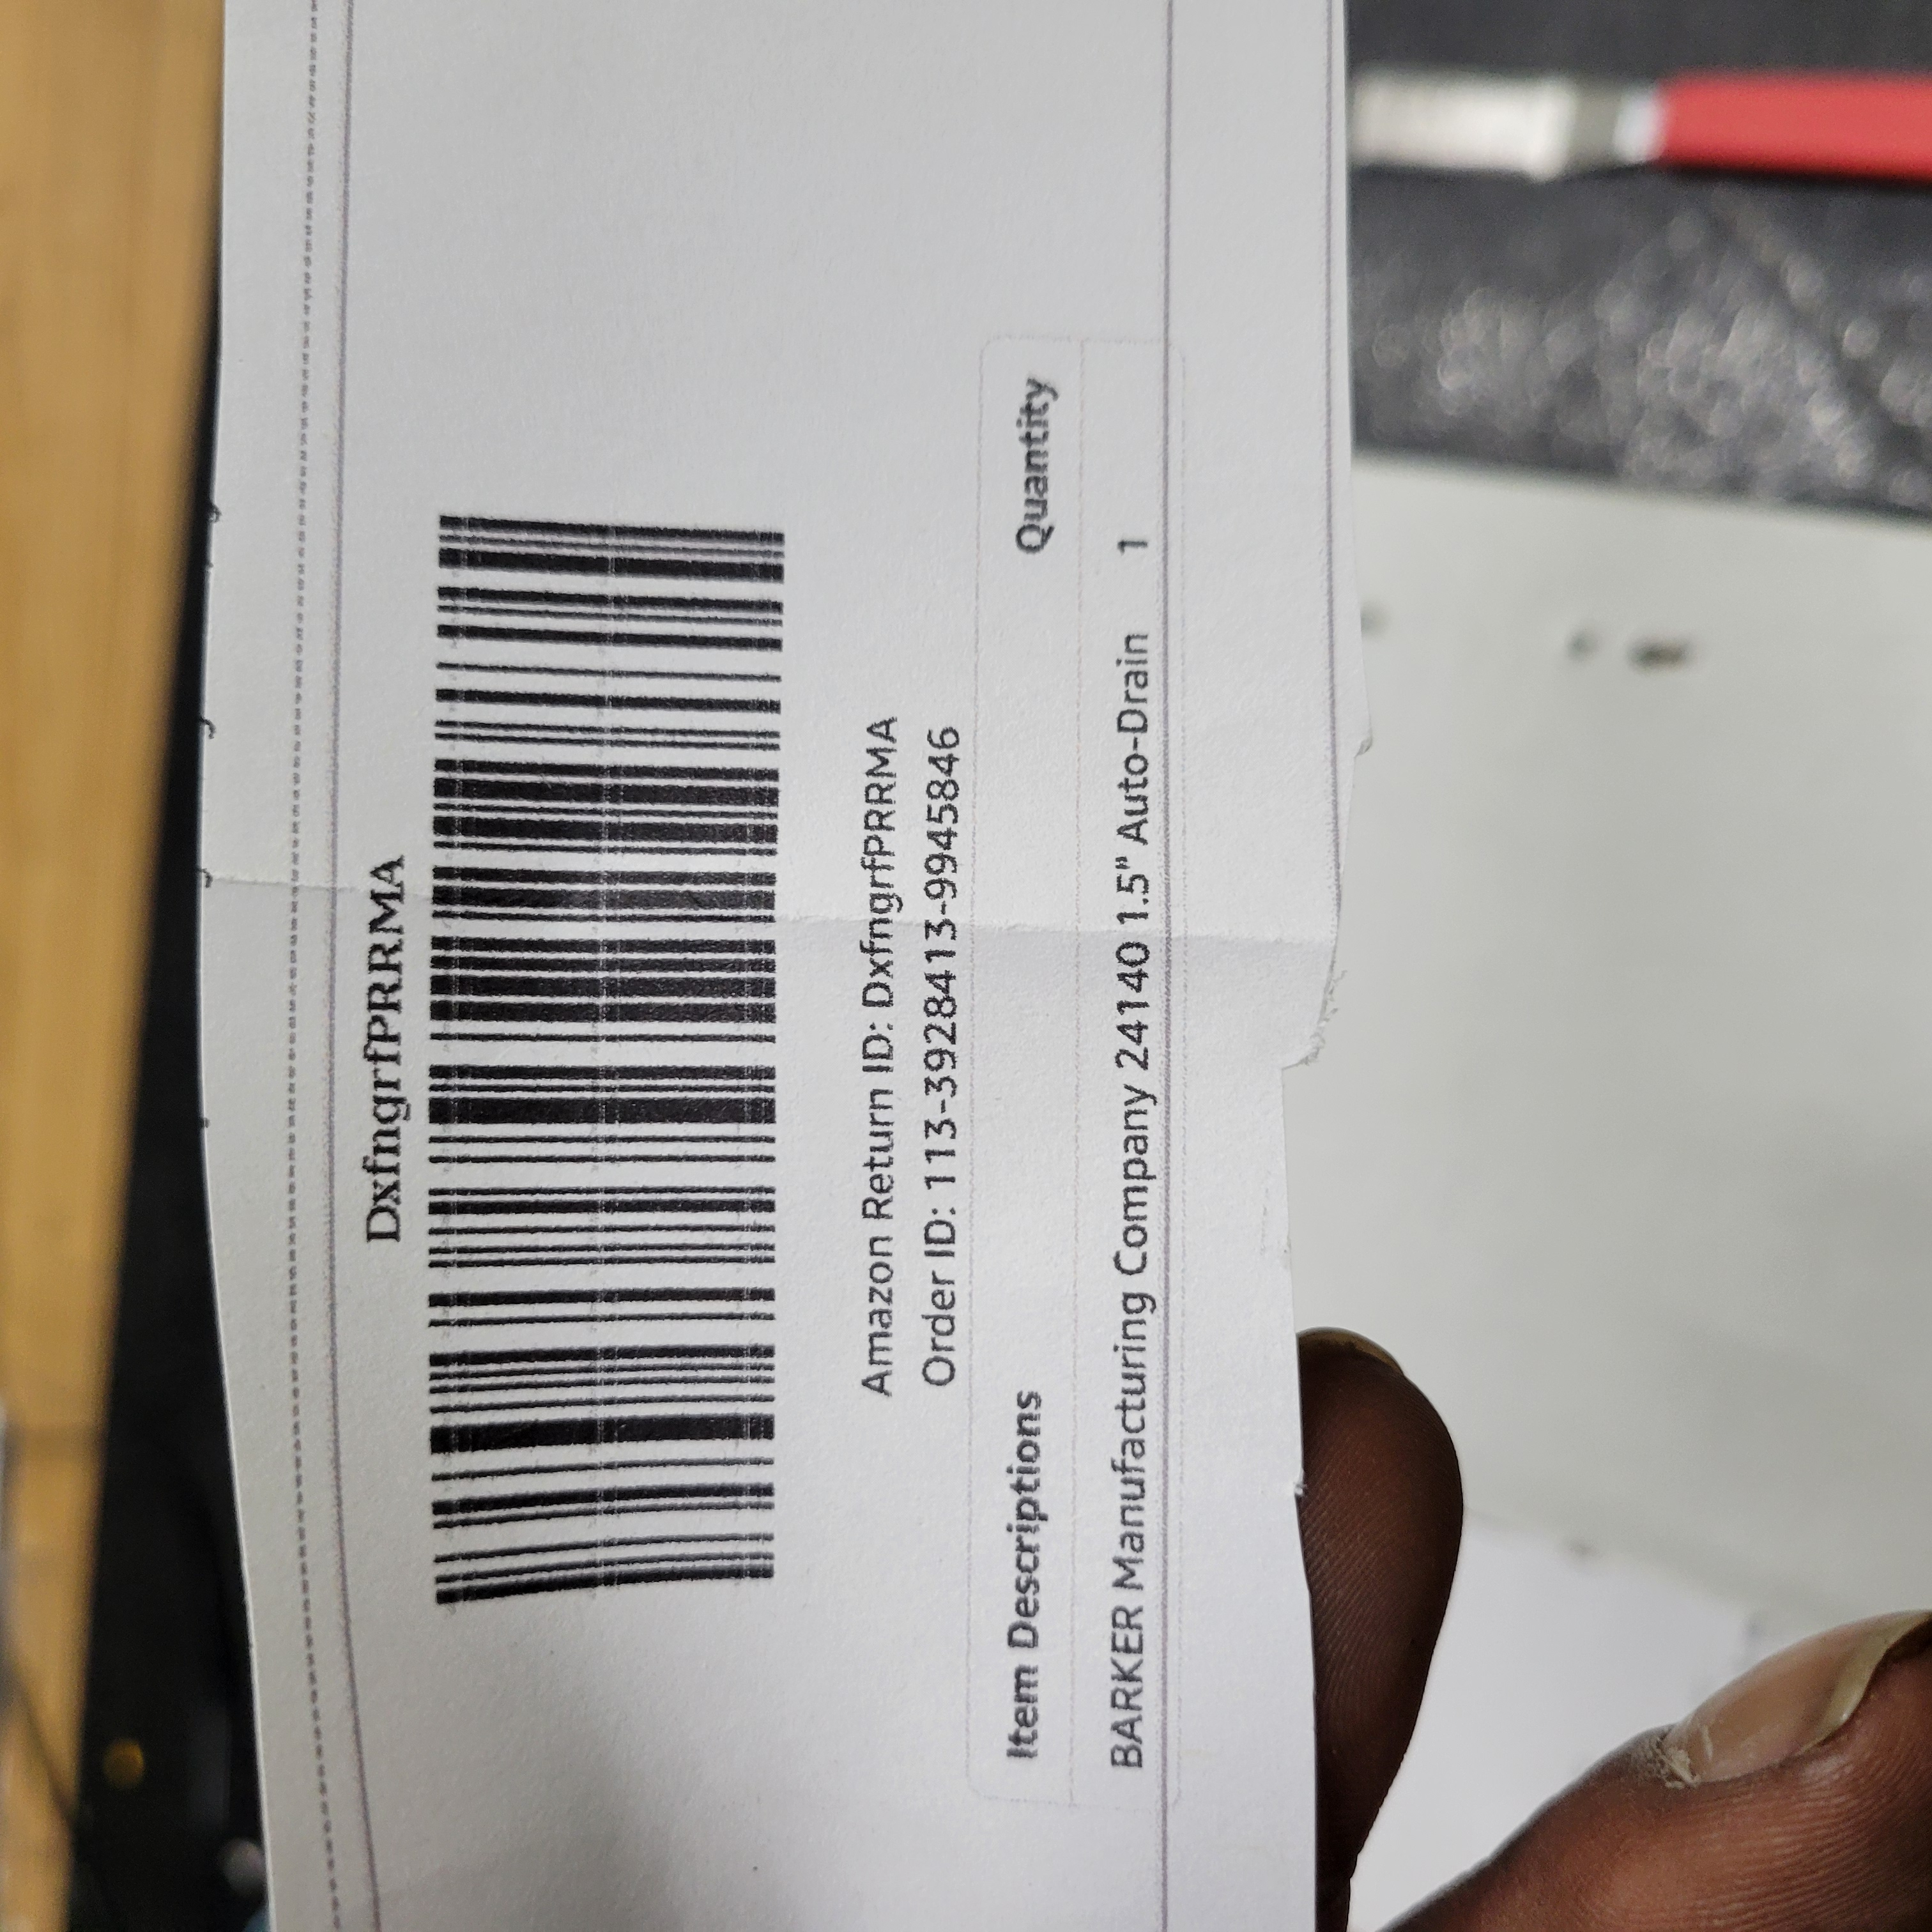 DxfngrfPRRMA
Amazon Return ID: DxfngrfPRRMA
Order ID: 113-3928413-9945846
Item Descriptions Quantity
BARKER Manufacturing Company 24140 1.5" Auto-Drain 1